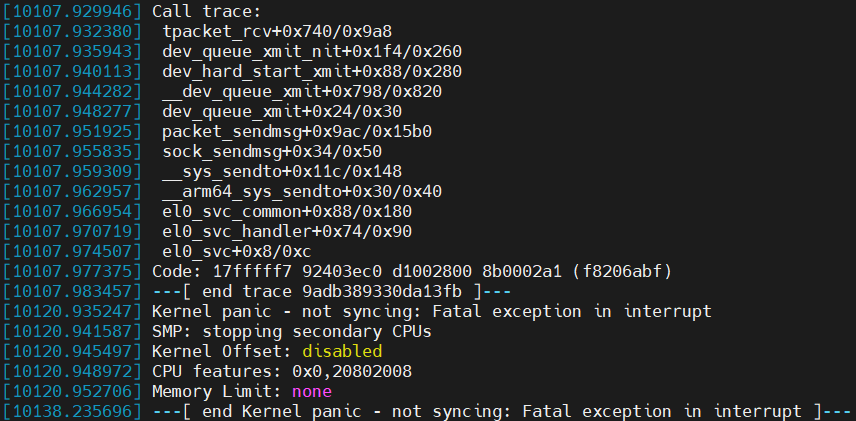 [10107.929946] Call trace:
[10107.932380]  tpacket_rcv+0x740/0x9a8
[10107.935943]  dev_queue_xmit_nit+0x1f4/0x260
[10107.940113]  dev_hard_start_xmit+0x88/0x280
[10107.944282]  __dev_queue_xmit+0x798/0x820
[10107.948277]  dev_queue_xmit+0x24/0x30
[10107.951925]  packet_sendmsg+0x9ac/0x15b0
[10107.955835]  sock_sendmsg+0x34/0x50
[10107.959309]  __sys_sendto+0x11c/0x148
[10107.962957]  __arm64_sys_sendto+0x30/0x40
[10107.966954]  el0_svc_common+0x88/0x180
[10107.970719]  el0_svc_handler+0x74/0x90
[10107.974507]  el0_svc+0x8/0xc
[10107.977375] Code: 17fffff7 92403ec0 d1002800 8b0002a1 (f8206abf)
[10107.983457] ---[ end trace 9adb389330da13fb ]---
[10120.935247] Kernel panic - not syncing: Fatal exception in interrupt
[10120.941587] SMP: stopping secondary CPUs
[10120.945497] Kernel Offset: disabled
[10120.948972] CPU features: 0x0,20802008
[10120.952706] Memory Limit: none
[10138.235696] ---[ end Kernel panic - not syncing: Fatal exception in interrupt ]---